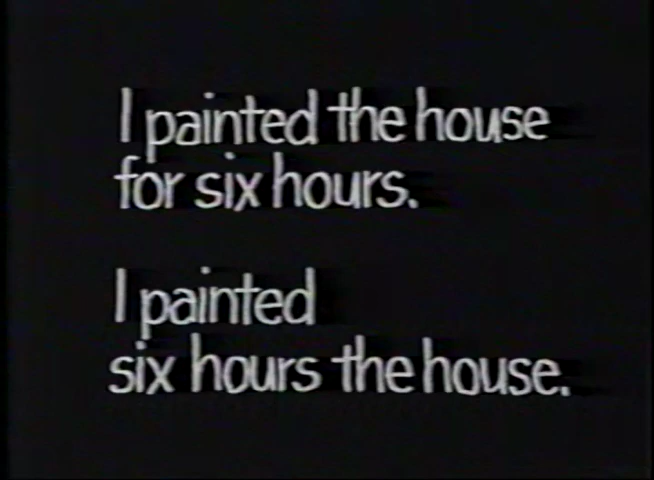 I painted the house
for six hours.
I painted
six hours the house.